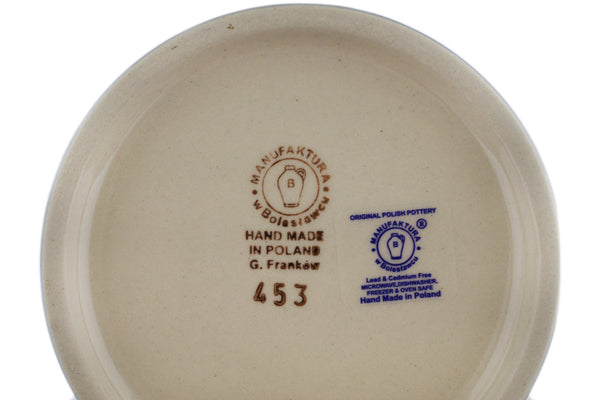 MANUFAKTURA
B
w Bolesławcu
HAND MADE
IN POLAND
G. Franków
453
ORIGINAL POLISH POTTERY
MANUFAKTURA ®
B
w Bolesławcu
Lead & Cadmium Free
MICROWAVE,DISHWASHER,
FREEZER & OVEN SAFE
Hand Made in Poland